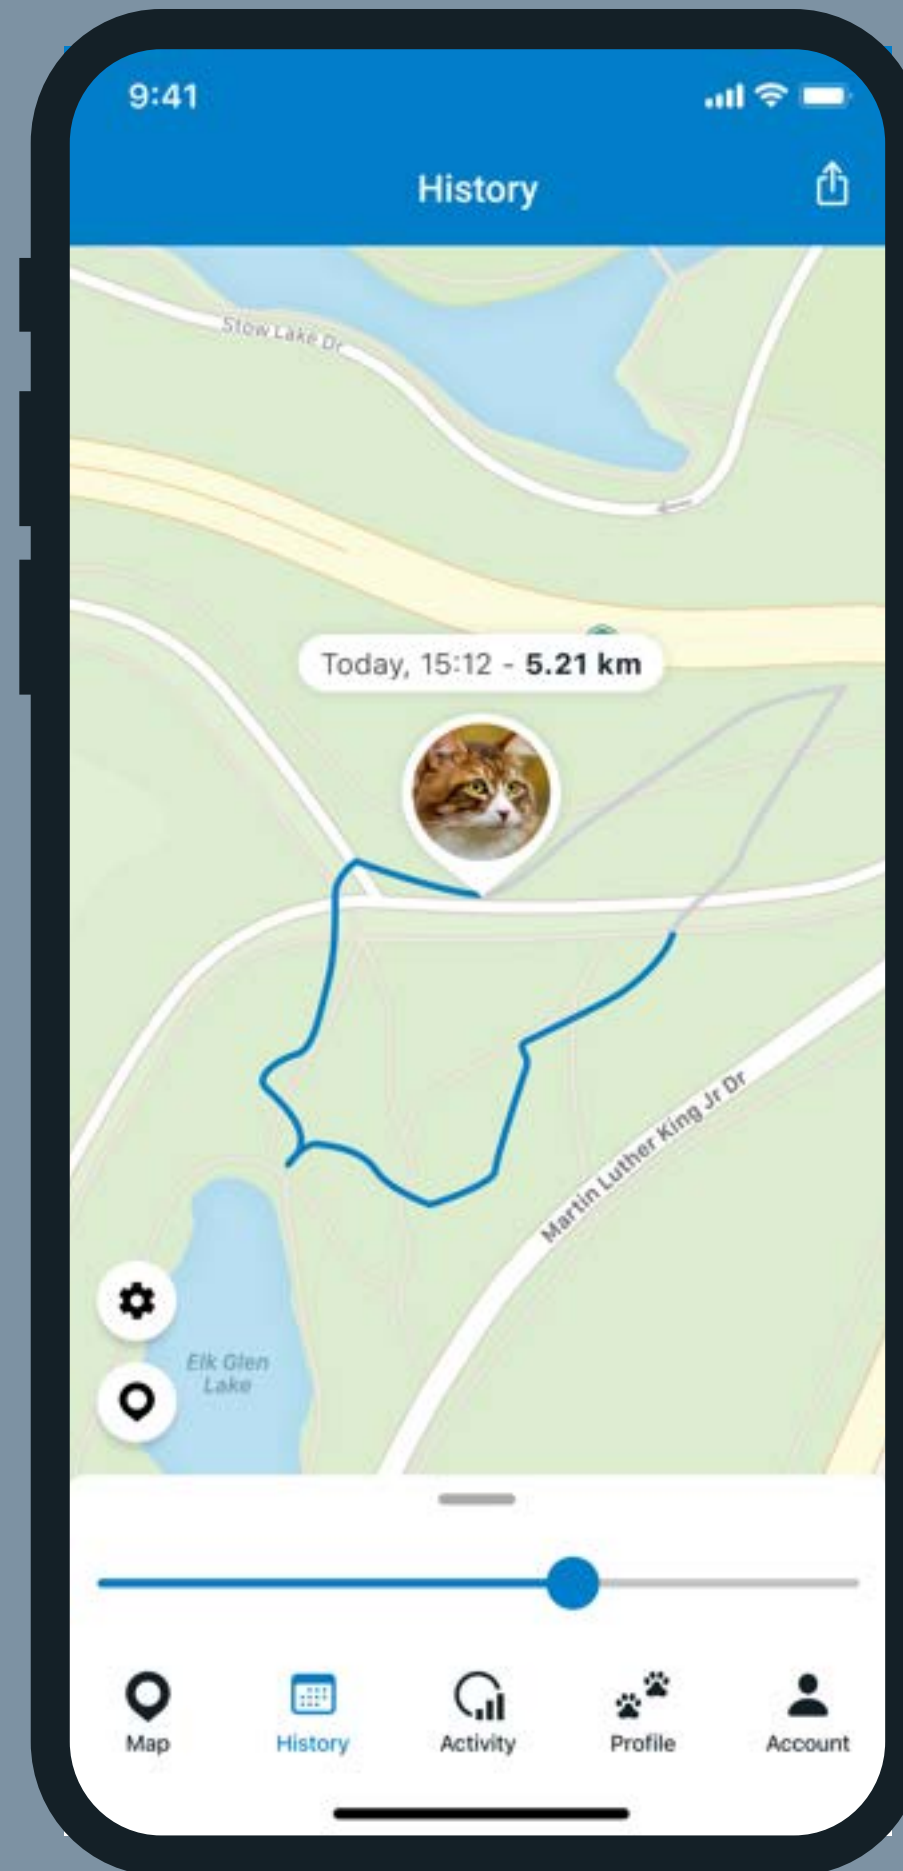 9:41
History
Stow Lake Dr
Today, 15:12 - 5.21 km
Martin Luther King Jr Dr
Elk Glen
Lake
Map
History
Activity
Profile
Account